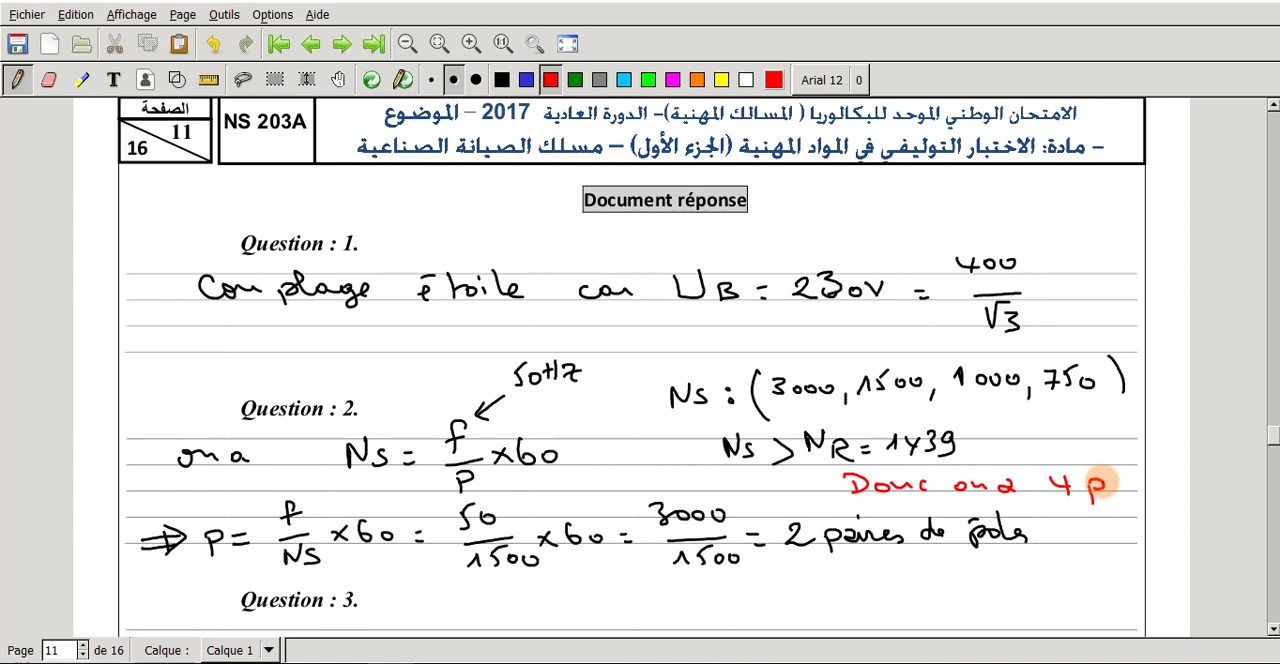 Fichier Edition Affichage Page Outils Options Aide
T 1:1 Arial 12 0
الصفحة
11
16
NS 203A
الامتحان الوطني الموحد للبكالوريا ( المسالك المهنية)- الدورة العادية 2017 – الموضوع
- مادة: الاختبار التوليفي في المواد المهنية (الجزء الأول) – مسلك الصيانة الصناعية
Document réponse
Question : 1.
Couplage étoile car UB = 230V = 400/√3
50HZ
Ns : (3000, 1500, 1000, 750)
Question : 2.
on a Ns = f/p ×60
Ns > NR = 1439
Donc on a 4 p
⇒ p = f/Ns ×60 = 50/1500 ×60 = 3000/1500 = 2 paires de pôles
Question : 3.
Page 11 de 16 Calque : Calque 1